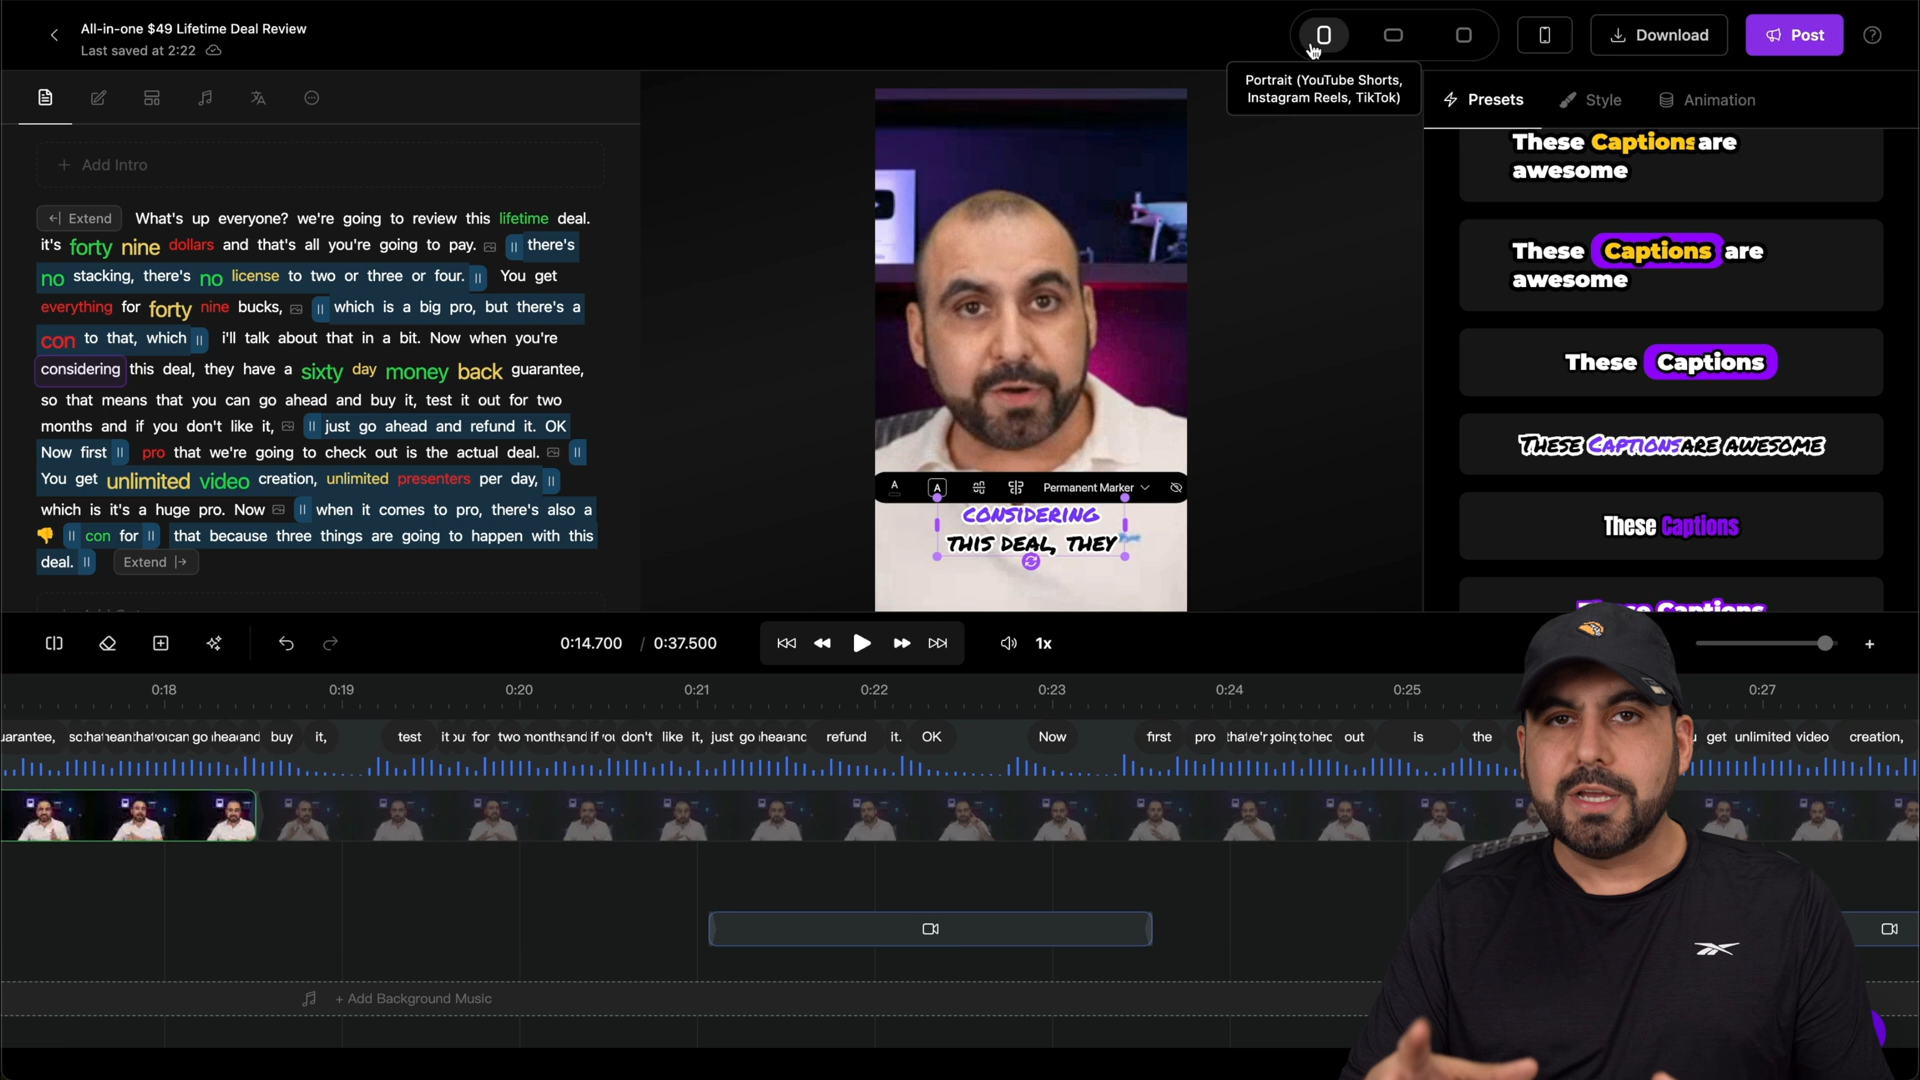 All-in-one $49 Lifetime Deal Review
Last saved at 2:22
Download
Post
Portrait (YouTube Shorts,
Instagram Reels, TikTok)
Presets
Style
Animation
+ Add Intro
Extend What's up everyone? we're going to review this lifetime deal.
it's forty nine dollars and that's all you're going to pay. there's
no stacking, there's no license to two or three or four. You get
everything for forty nine bucks, which is a big pro, but there's a
con to that, which i'll talk about that in a bit. Now when you're
considering this deal, they have a sixty day money back guarantee,
so that means that you can go ahead and buy it, test it out for two
months and if you don't like it, just go ahead and refund it. OK
Now first pro that we're going to check out is the actual deal.
You get unlimited video creation, unlimited presenters per day,
which is it's a huge pro. Now when it comes to pro, there's also a
👎 con for that because three things are going to happen with this
deal. Extend
A
A
Permanent Marker
CONSIDERING
THIS DEAL, THEY
These Captions are
awesome
These Captions are
awesome
These Captions
THESE CAPTIONS ARE AWESOME
These Captions
Captions
0:14.700 / 0:37.500
1x
+
0:18
0:19
0:20
0:21
0:22
0:23
0:24
0:25
0:27
buy it, test for two don't like it, just go refund it. OK Now first pro out is the get unlimited video creation,
+ Add Background Music